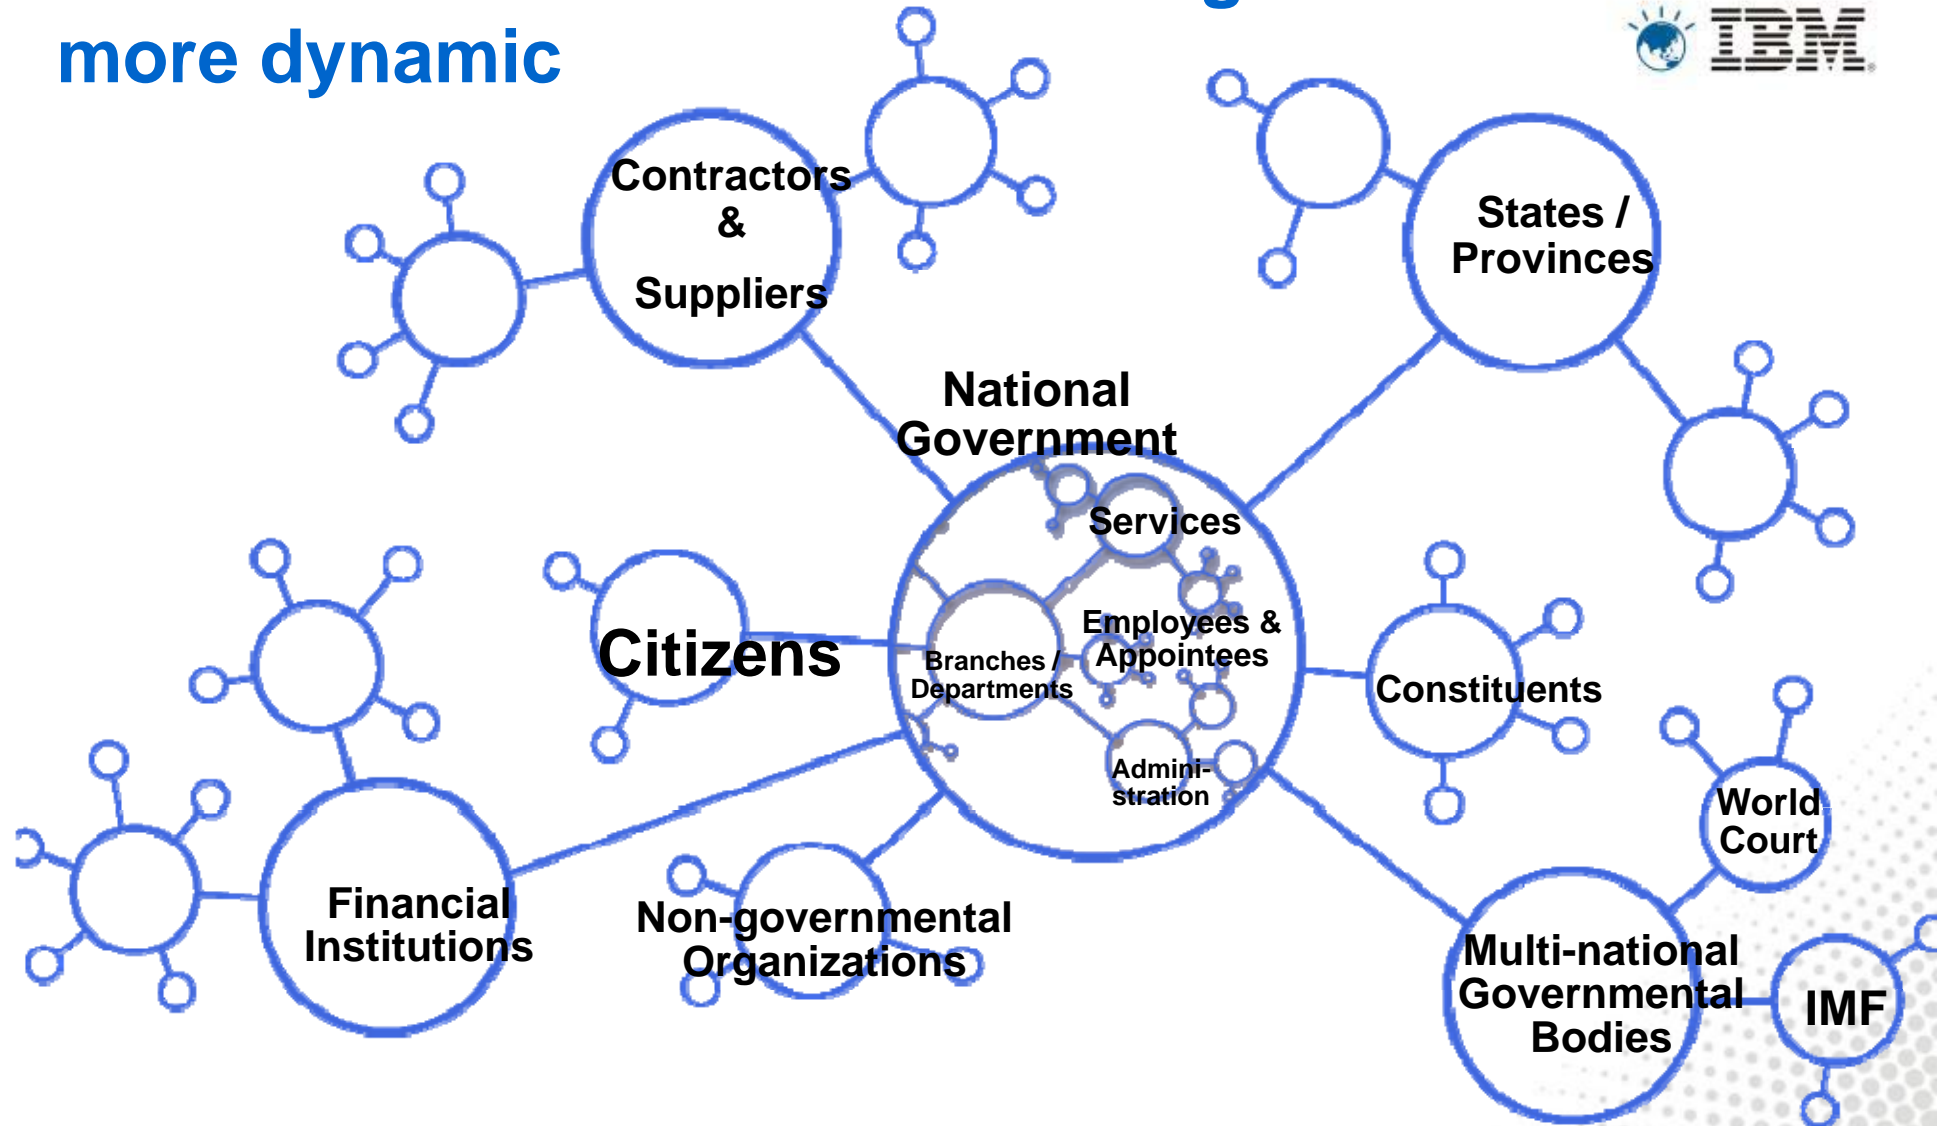 more dynamic
IBM
Contractors
&
Suppliers
States /
Provinces
National
Government
Services
Employees &
Appointees
Branches /
Departments
Admini-
stration
Citizens
Constituents
World
Court
Financial
Institutions
Non-governmental
Organizations
Multi-national
Governmental
Bodies
IMF